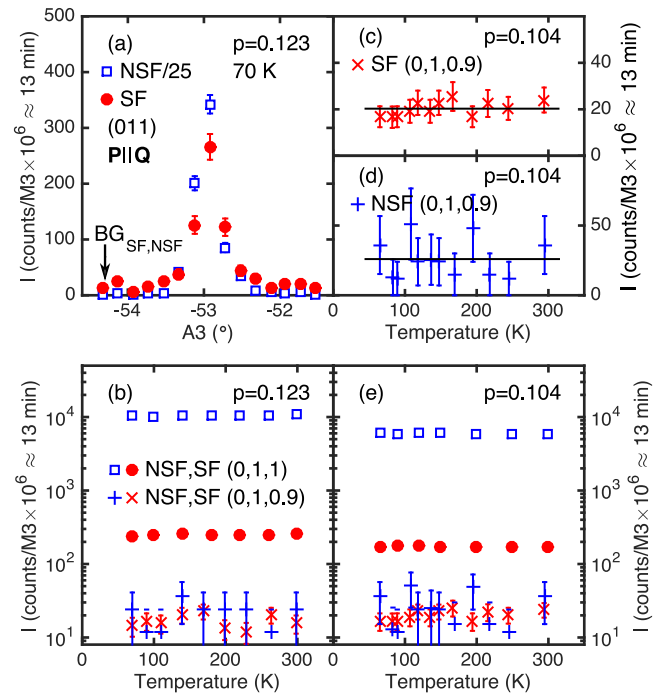 I (counts/M3×10⁶ ≈ 13 min)
500
400
300
200
100
0
(a)
p=0.123
NSF/25
70 K
SF
(011)
P||Q
BG SF,NSF
-54
-53
-52
A3 (°)
(c)
p=0.104
SF (0,1,0.9)
60
40
20
0
(d)
p=0.104
NSF (0,1,0.9)
50
0
I (counts/M3×10⁶ ≈ 13 min)
0
100
200
300
Temperature (K)
I (counts/M3×10⁶ ≈ 13 min)
(b)
p=0.123
10⁴
10³
10²
10¹
NSF,SF (0,1,1)
NSF,SF (0,1,0.9)
0
100
200
300
Temperature (K)
(e)
p=0.104
10⁴
10³
10²
10¹
I (counts/M3×10⁶ ≈ 13 min)
0
100
200
300
Temperature (K)